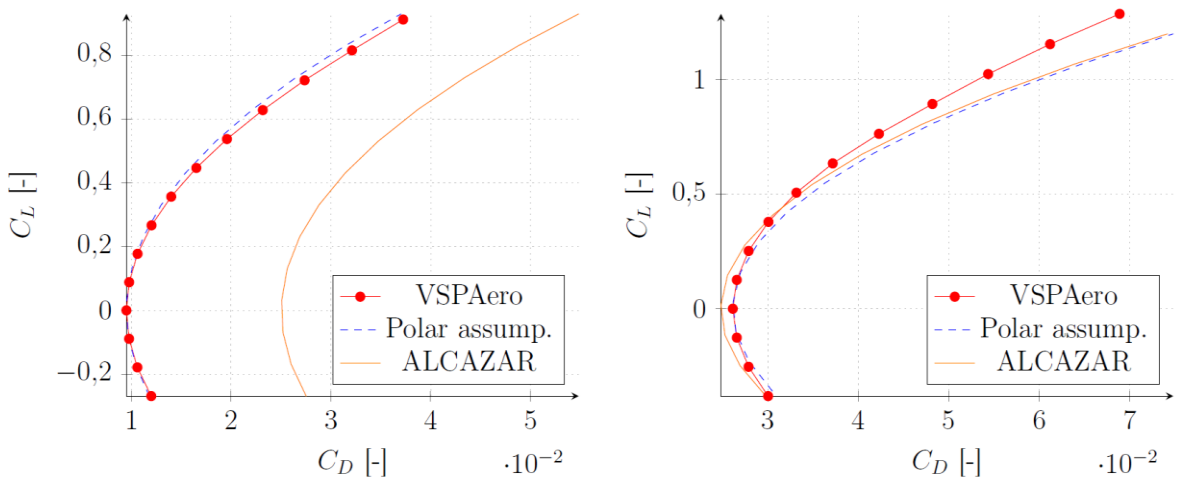 0,8
0,6
0,4
0,2
0
−0,2
C_L [-]
1 2 3 4 5
C_D [-] ·10⁻²
VSPAero
Polar assump.
ALCAZAR
1
0,5
0
C_L [-]
3 4 5 6 7
C_D [-] ·10⁻²
VSPAero
Polar assump.
ALCAZAR